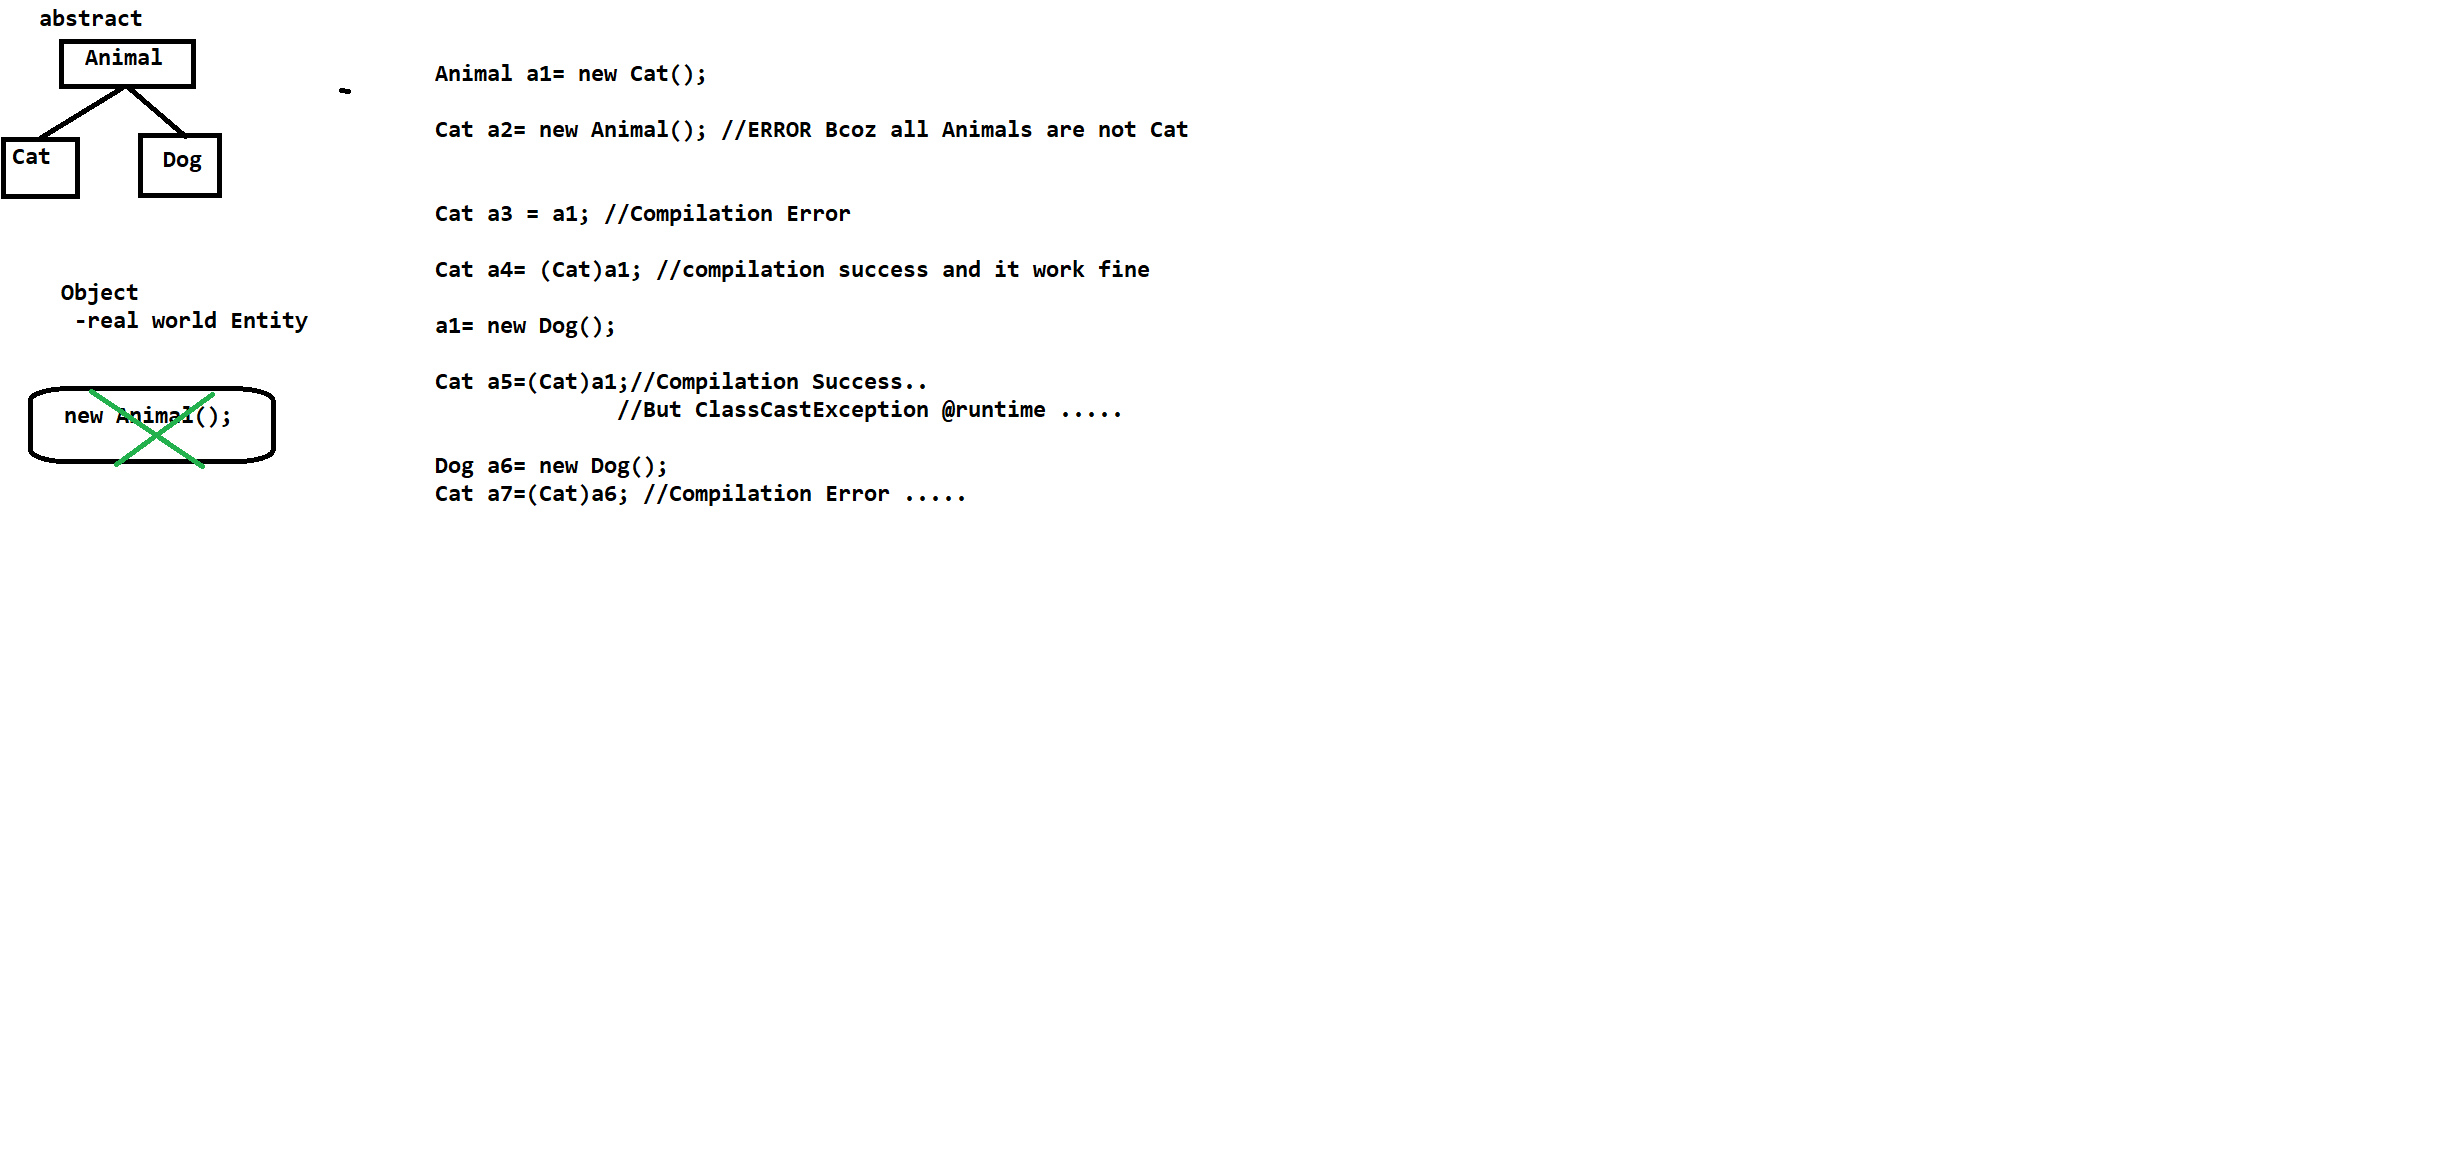 abstract
Animal
Cat
Dog
Object
-real world Entity
new Animal();
Animal a1= new Cat();
Cat a2= new Animal(); //ERROR Bcoz all Animals are not Cat
Cat a3 = a1; //Compilation Error
Cat a4= (Cat)a1; //compilation success and it work fine
a1= new Dog();
Cat a5=(Cat)a1;//Compilation Success..
//But ClassCastException @runtime .....
Dog a6= new Dog();
Cat a7=(Cat)a6; //Compilation Error .....